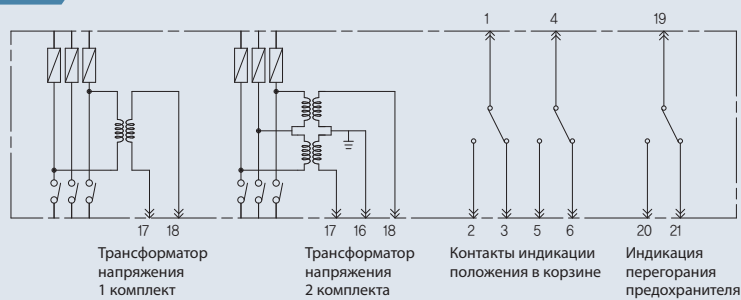 1 4 19
17 18 17 16 18 2 3 5 6 20 21
Трансформатор
напряжения
1 комплект
Трансформатор
напряжения
2 комплекта
Контакты индикации
положения в корзине
Индикация
перегорания
предохранителя